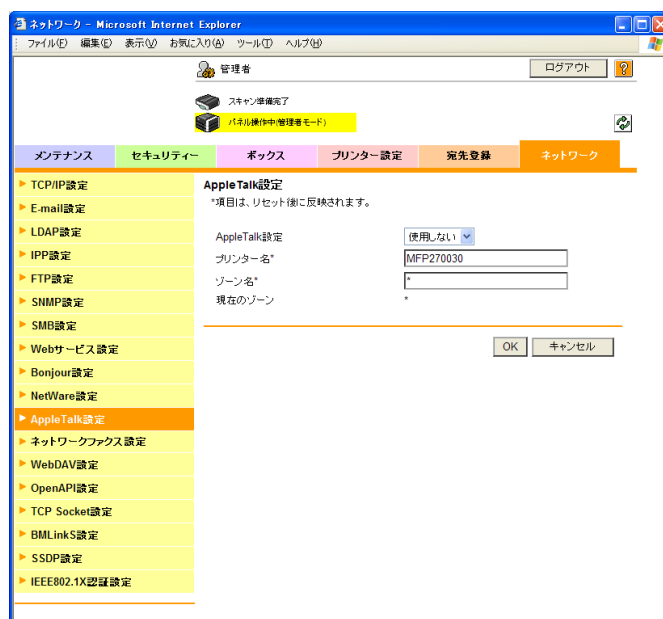 ネットワーク - Microsoft Internet Explorer
ファイル(F) 編集(E) 表示(V) お気に入り(A) ツール(T) ヘルプ(H)
管理者
ログアウト
?
スキャン準備完了
パネル操作中(管理者モード)
メンテナンス セキュリティー ボックス プリンター設定 宛先登録 ネットワーク
TCP/IP設定
E-mail設定
LDAP設定
IPP設定
FTP設定
SNMP設定
SMB設定
Webサービス設定
Bonjour設定
NetWare設定
AppleTalk設定
ネットワークファクス設定
WebDAV設定
OpenAPI設定
TCP Socket設定
BMLinkS設定
SSDP設定
IEEE802.1X認証設定
AppleTalk設定
*項目は、リセット後に反映されます。
AppleTalk設定 使用しない
プリンター名* MFP270030
ゾーン名* *
現在のゾーン *
OK キャンセル